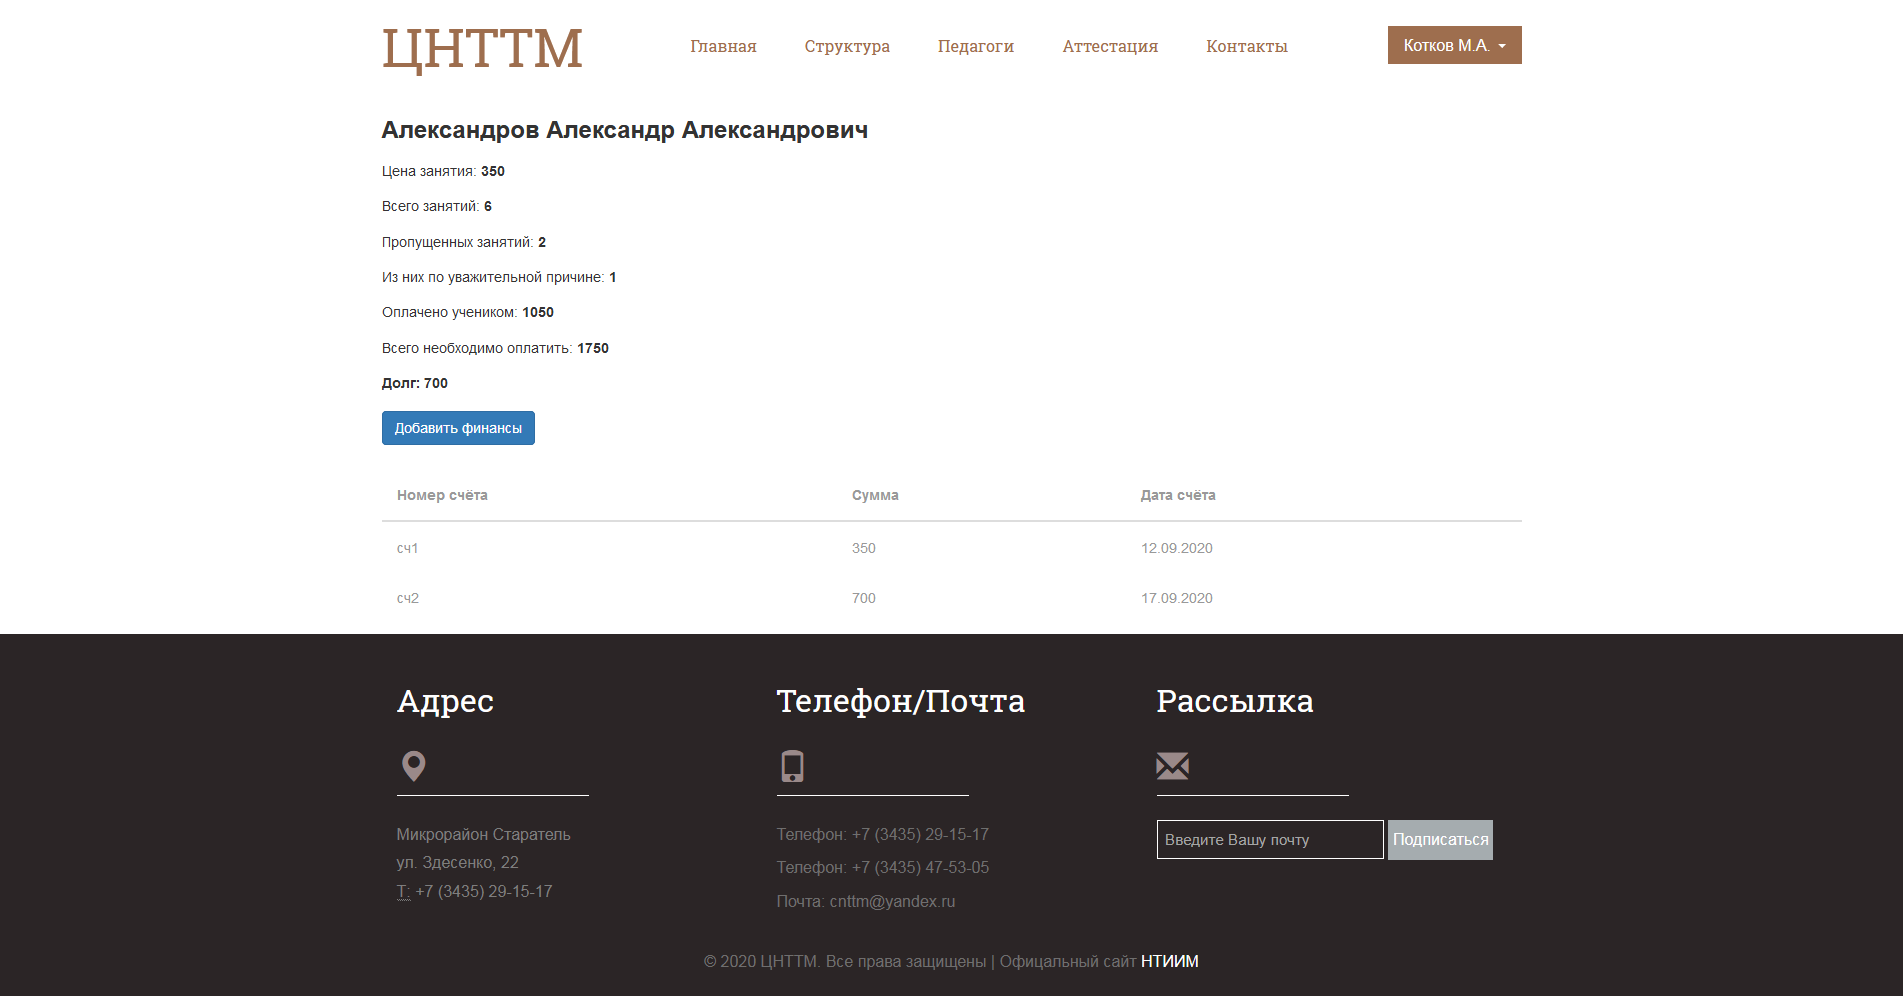 ЦНТТМ
Главная Структура Педагоги Аттестация Контакты
Котков М.А.
Александров Александр Александрович
Цена занятия: 350
Всего занятий: 6
Пропущенных занятий: 2
Из них по уважительной причине: 1
Оплачено учеником: 1050
Всего необходимо оплатить: 1750
Долг: 700
Добавить финансы
Номер счёта Сумма Дата счёта
сч1 350 12.09.2020
сч2 700 17.09.2020
Адрес
Микрорайон Старатель
ул. Здесенко, 22
Т: +7 (3435) 29-15-17
Телефон/Почта
Телефон: +7 (3435) 29-15-17
Телефон: +7 (3435) 47-53-05
Почта: cnttm@yandex.ru
Рассылка
Введите Вашу почту Подписаться
© 2020 ЦНТТМ. Все права защищены | Офицальный сайт НТИИМ